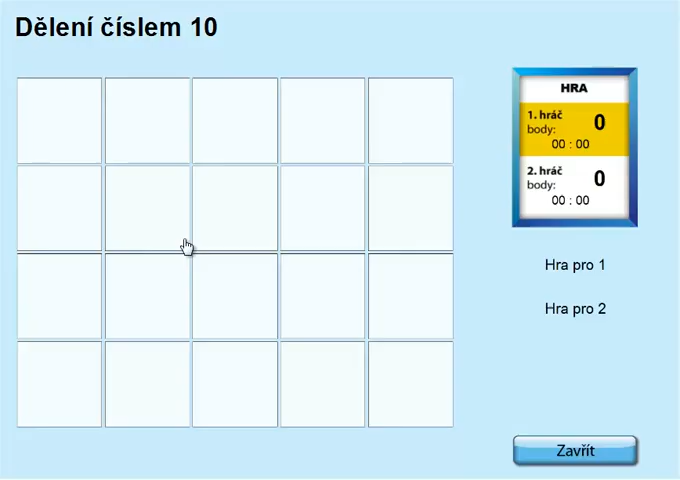 Dělení číslem 10
HRA
1. hráč
body: 0
00 : 00
2. hráč
body: 0
00 : 00
Hra pro 1
Hra pro 2
Zavřít